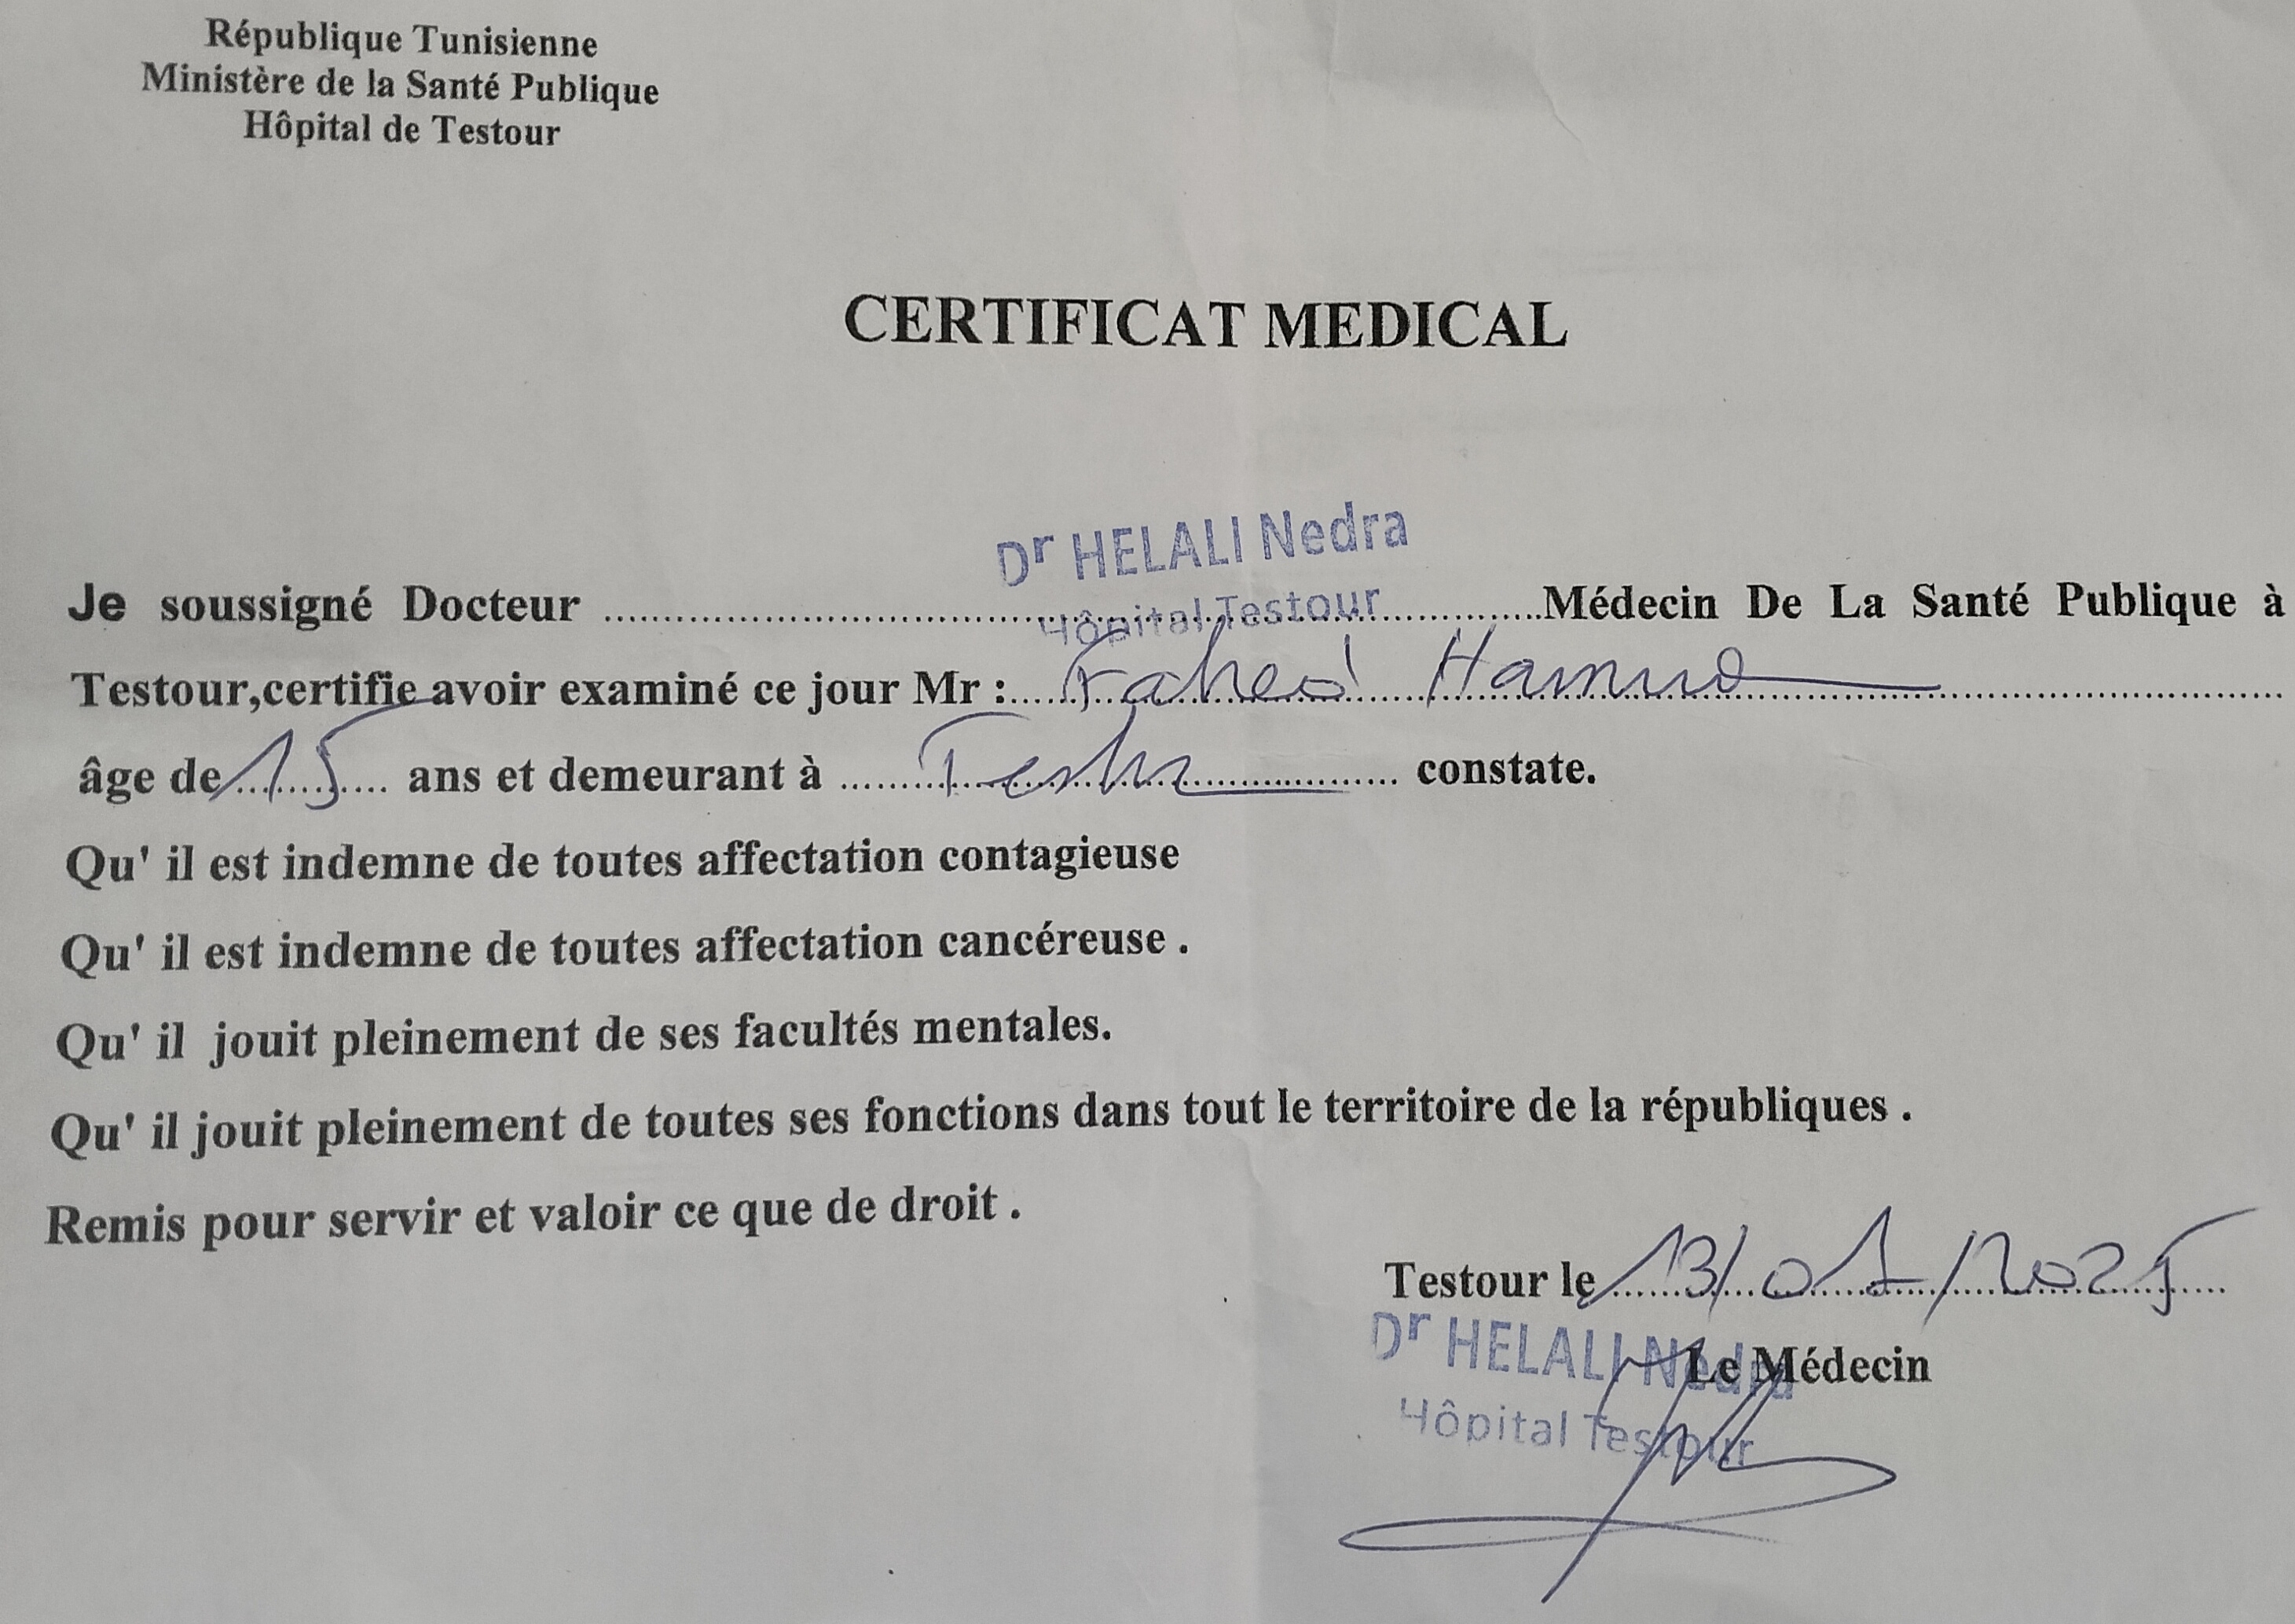 République Tunisienne
Ministère de la Santé Publique
Hôpital de Testour
CERTIFICAT MEDICAL
Dr HELALI Nedra
Hôpital Testour
Je soussigné Docteur ........................................Médecin De La Santé Publique à
Testour,certifie avoir examiné ce jour Mr : Fahed
âge de 15 ans et demeurant à ........................ constate.
Qu' il est indemne de toutes affectation contagieuse
Qu' il est indemne de toutes affectation cancéreuse .
Qu' il jouit pleinement de ses facultés mentales.
Qu' il jouit pleinement de toutes ses fonctions dans tout le territoire de la républiques .
Remis pour servir et valoir ce que de droit .
Testour le 13/01/2025
Dr HELALI Nedra
Le Médecin
Hôpital Testour